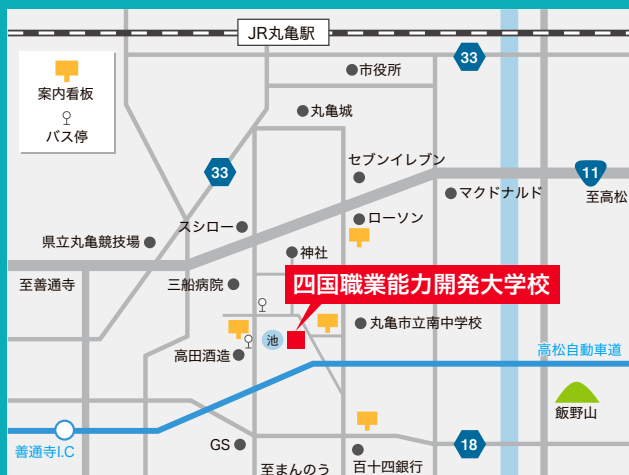 JR丸亀駅
33
市役所
案内看板
バス停
丸亀城
セブンイレブン
33
11
マクドナルド
至高松
スシロー
ローソン
県立丸亀競技場
神社
至善通寺
三船病院
四国職業能力開発大学校
丸亀市立南中学校
池
高田酒造
高松自動車道
飯野山
善通寺I.C
GS
18
至まんのう
百十四銀行